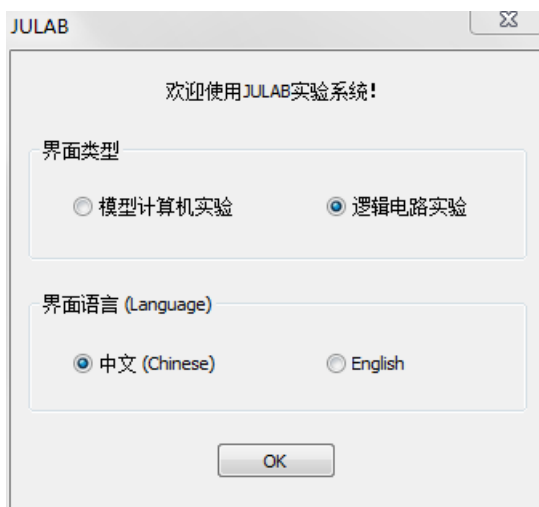 JULAB
欢迎使用JULAB实验系统!
界面类型
模型计算机实验 逻辑电路实验
界面语言 (Language)
中文 (Chinese) English
OK